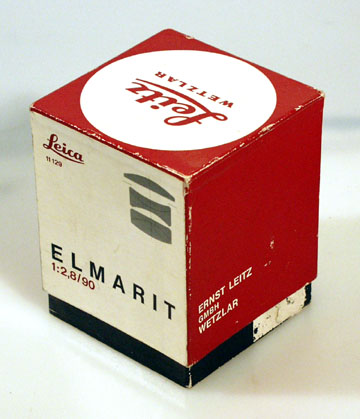 Leitz
WETZLAR
Leica
11 129
ELMARIT
1:2,8/90
ERNST LEITZ
GMBH
WETZLAR